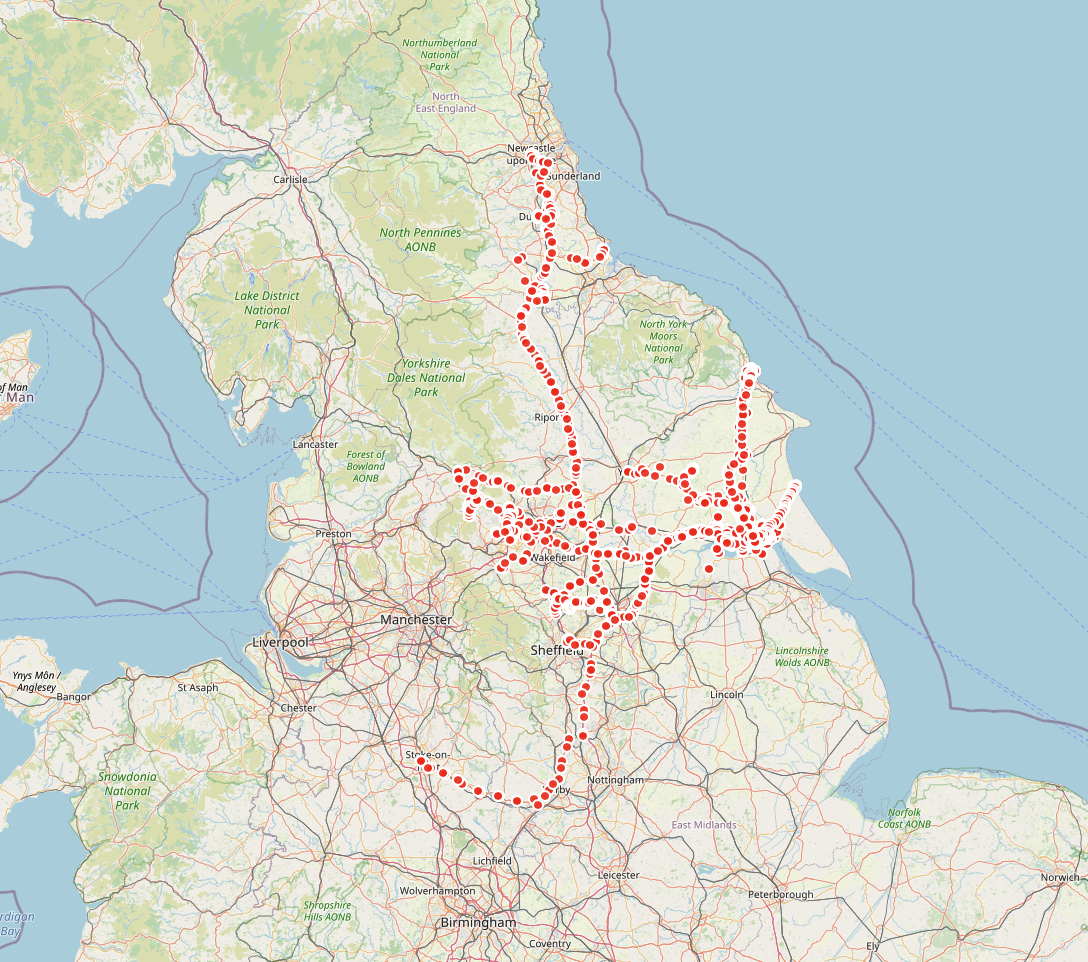 Northumberland
National
Park
North
East England
Newcastle
Carlisle
Sunderland
North Pennines
AONB
Lake District
National
Park
North York
Moors
National
Park
Yorkshire
Dales National
Park
of Man
Man
Ripon
Lancaster
Forest of
Bowland
AONB
Preston
Wakefield
Manchester
Liverpool
Sheffield
Lincolnshire
Wolds AONB
Ynys Môn /
Anglesey
Bangor
St Asaph
Chester
Lincoln
Stoke-on-
Snowdonia
National
Park
Nottingham
Norfolk
Coast AONB
East Midlands
Lichfield
Leicester
Norwich
Wolverhampton
Peterborough
Shropshire
Hills AONB
Birmingham
rdigan
Bay
Coventry
Ely